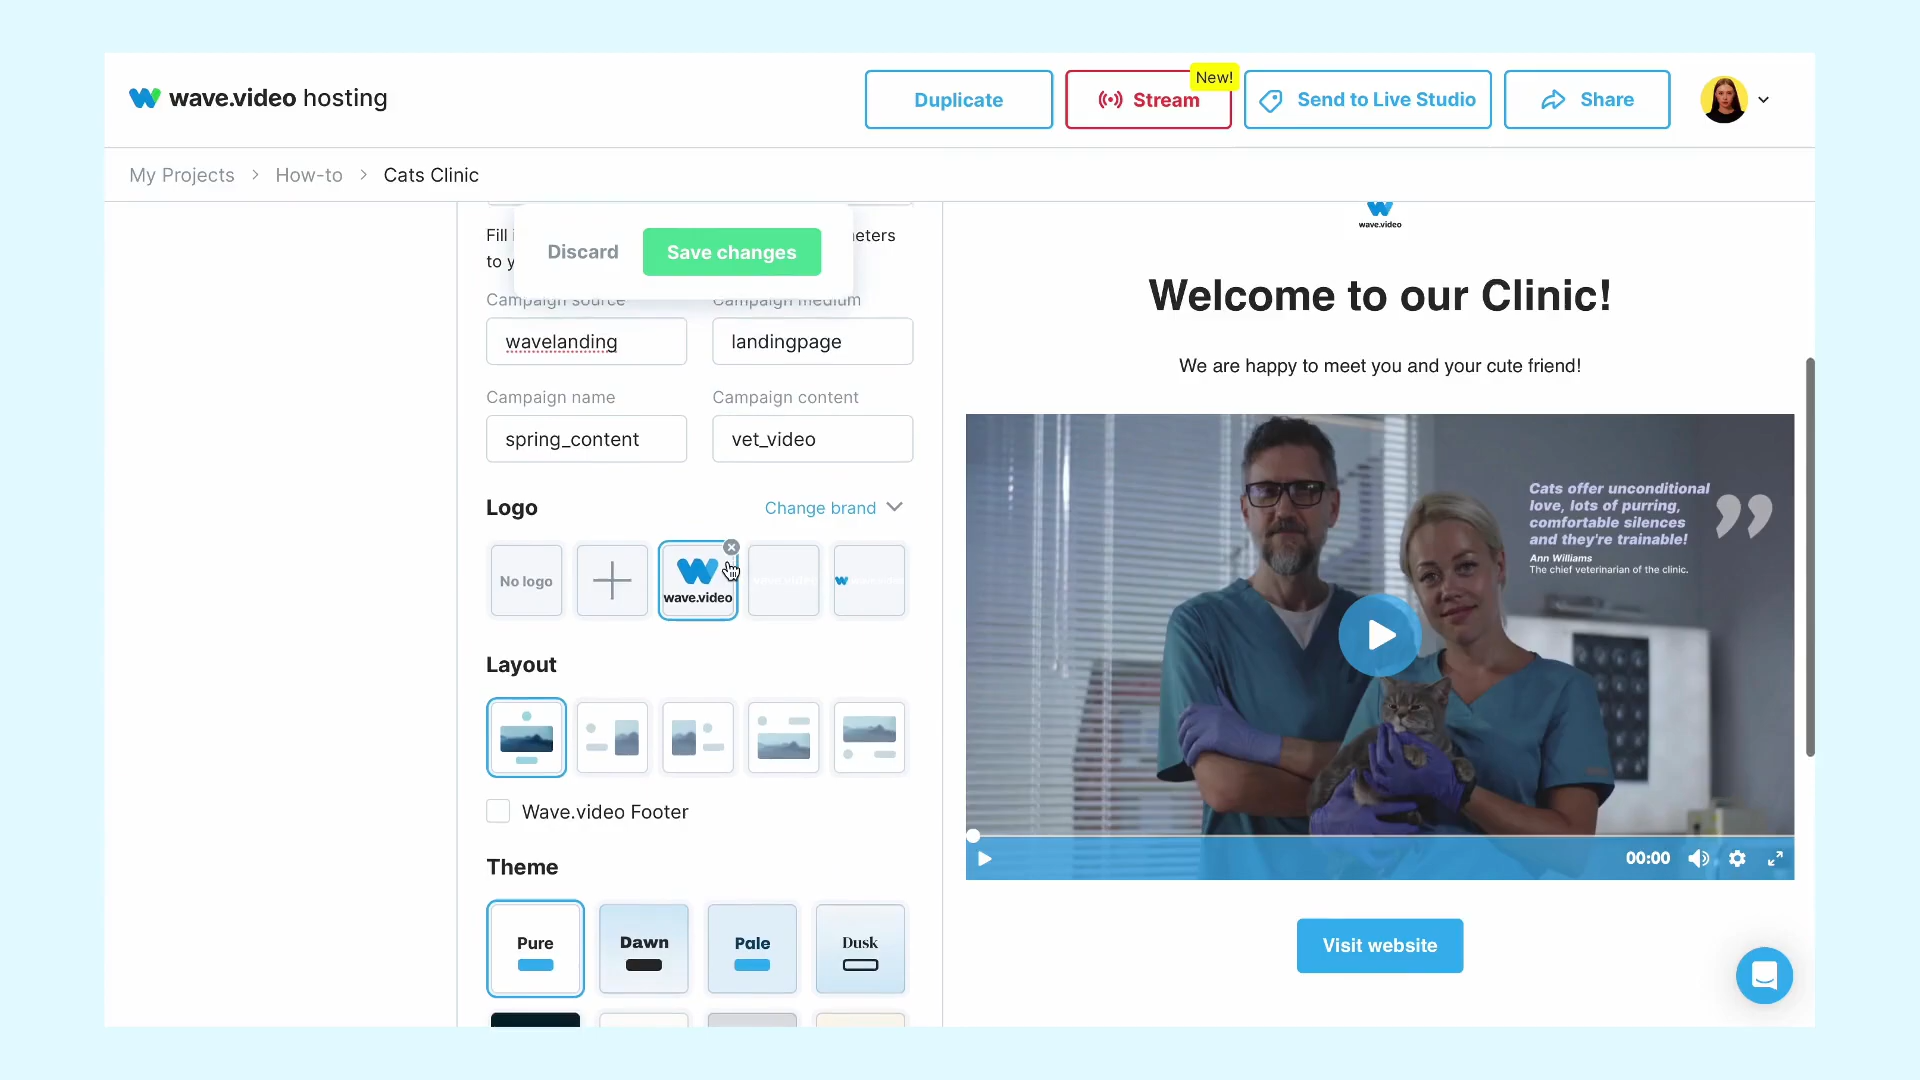 wave.video hosting
Duplicate
Stream
New!
Send to Live Studio
Share
My Projects > How-to > Cats Clinic
Fill i
eters
to y
Discard
Save changes
Campaign source
Campaign medium
wavelanding
landingpage
Campaign name
Campaign content
spring_content
vet_video
Logo
Change brand
No logo
wave.video
Layout
Wave.video Footer
Theme
Pure
Dawn
Pale
Dusk
wave.video
Welcome to our Clinic!
We are happy to meet you and your cute friend!
Cats offer unconditional
love, lots of purring,
comfortable silences
and they're trainable!
Ann Williams
The chief veterinarian of the clinic.
00:00
Visit website